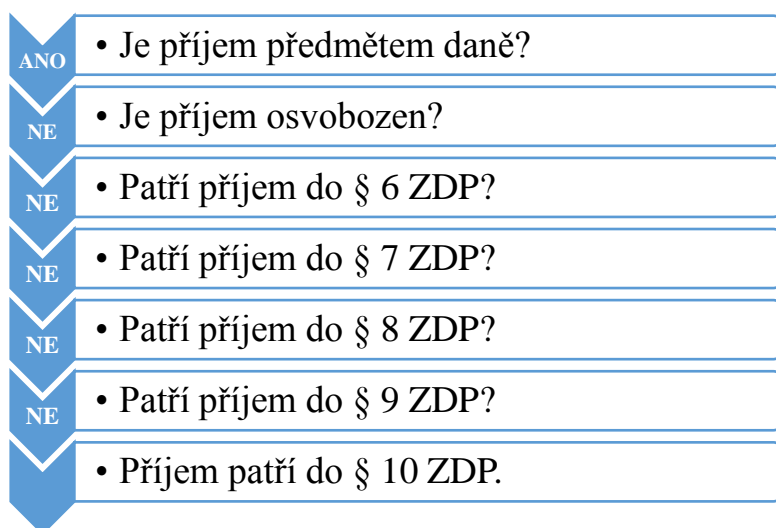 ANO
• Je příjem předmětem daně?
NE
• Je příjem osvobozen?
NE
• Patří příjem do § 6 ZDP?
NE
• Patří příjem do § 7 ZDP?
NE
• Patří příjem do § 8 ZDP?
NE
• Patří příjem do § 9 ZDP?
• Příjem patří do § 10 ZDP.